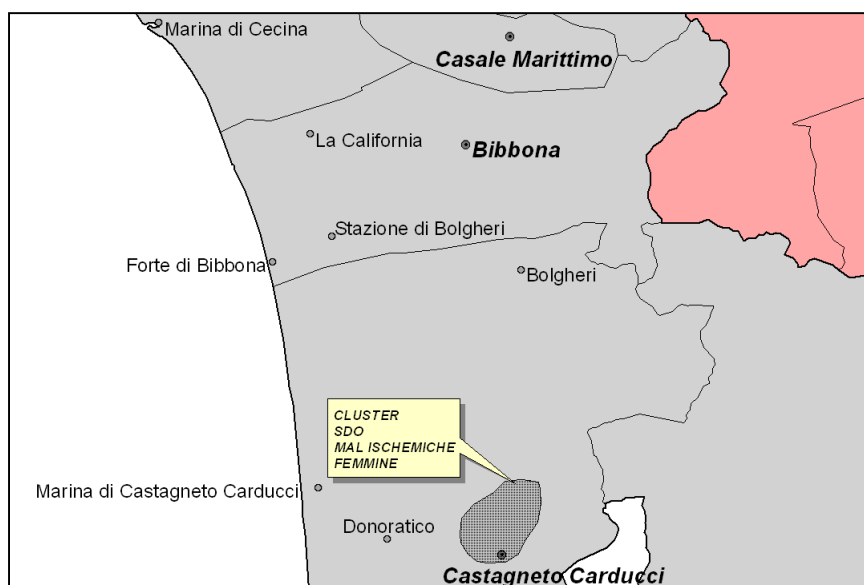 Marina di Cecina
Casale Marittimo
La California
Bibbona
Stazione di Bolgheri
Forte di Bibbona
Bolgheri
CLUSTER
SDO
MAL ISCHEMICHE
FEMMINE
Marina di Castagneto Carducci
Donoratico
Castagneto Carducci